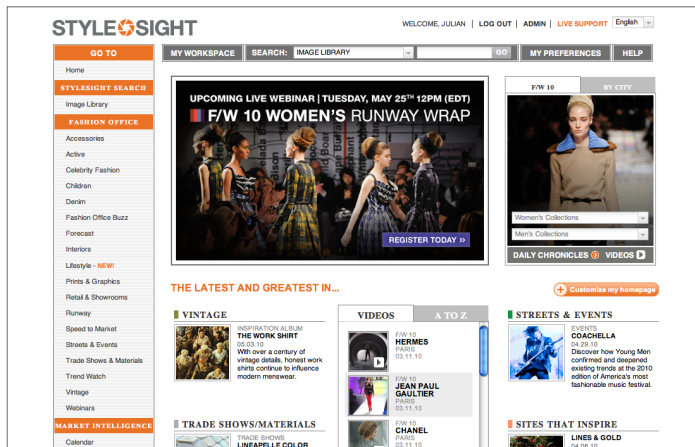 STYLESIGHT
WELCOME, JULIAN | LOG OUT | ADMIN | LIVE SUPPORT English
GO TO
MY WORKSPACE
SEARCH: IMAGE LIBRARY
GO
MY PREFERENCES
HELP
Home
STYLESIGHT SEARCH
Image Library
FASHION OFFICE
Accessories
Active
Celebrity Fashion
Children
Denim
Fashion Office Buzz
Forecast
Interiors
Lifestyle - NEW!
Prints & Graphics
Retail & Showrooms
Runway
Speed to Market
Streets & Events
Trade Shows & Materials
Trend Watch
Vintage
Webinars
MARKET INTELLIGENCE
Calendar
UPCOMING LIVE WEBINAR | TUESDAY, MAY 25TH 12PM (EDT)
F/W 10 WOMEN'S RUNWAY WRAP
REGISTER TODAY »
F/W 10
BY CITY
Women's Collections
Men's Collections
DAILY CHRONICLES
VIDEOS
THE LATEST AND GREATEST IN...
+ Customize my homepage
VINTAGE
INSPIRATION ALBUM
THE WORK SHIRT
05.03.10
With over a century of
vintage details, honest work
shirts continue to influence
modern menswear.
TRADE SHOWS/MATERIALS
TRADE SHOWS
LINEAPELLE COLOR
VIDEOS
A TO Z
F/W 10
HERMES
PARIS
03.11.10
F/W 10
JEAN PAUL
GAULTIER
PARIS
03.11.10
F/W 10
CHANEL
PARIS
03.11.10
STREETS & EVENTS
EVENTS
COACHELLA
04.29.10
Discover how Young Men
confirmed and deepened
existing trends at the 2010
edition of America's most
fashionable music festival.
SITES THAT INSPIRE
LINES & GOLD
04.06.10